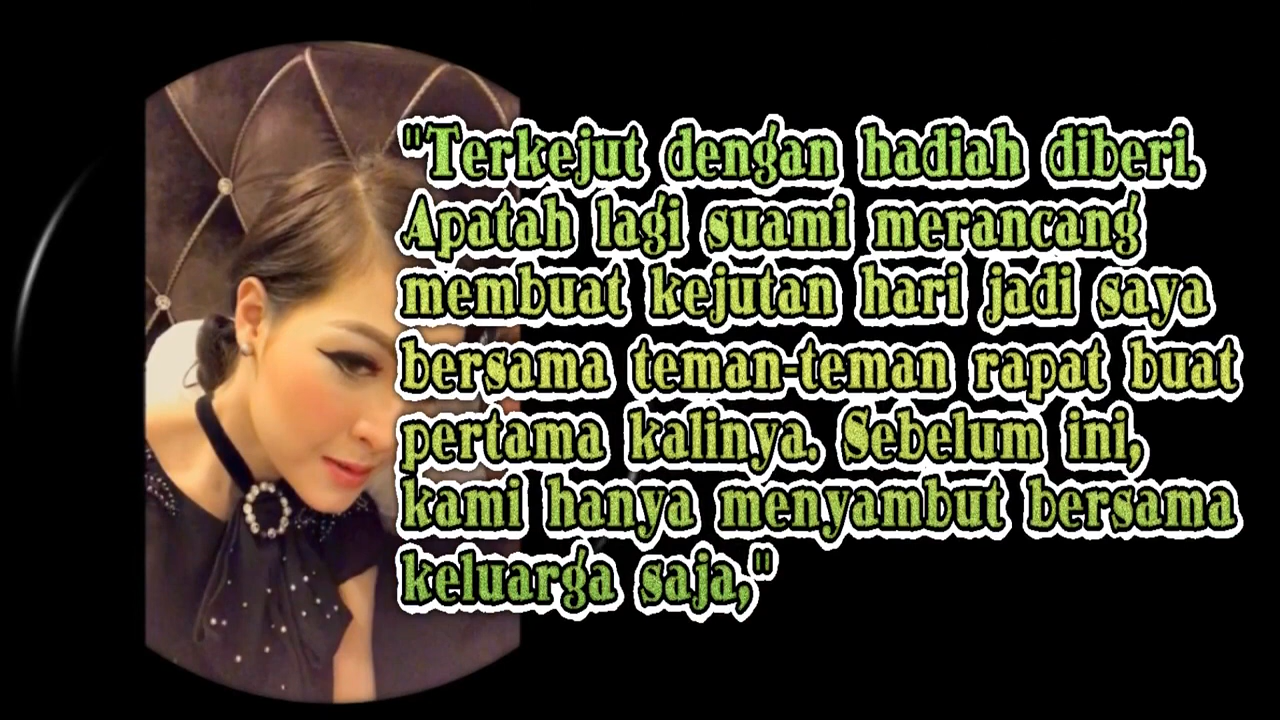 "Terkejut dengan hadiah diberi.
Apatah lagi suami merancang
membuat kejutan hari jadi saya
bersama teman-teman rapat buat
pertama kalinya. Sebelum ini,
kami hanya menyambut bersama
keluarga saja,"